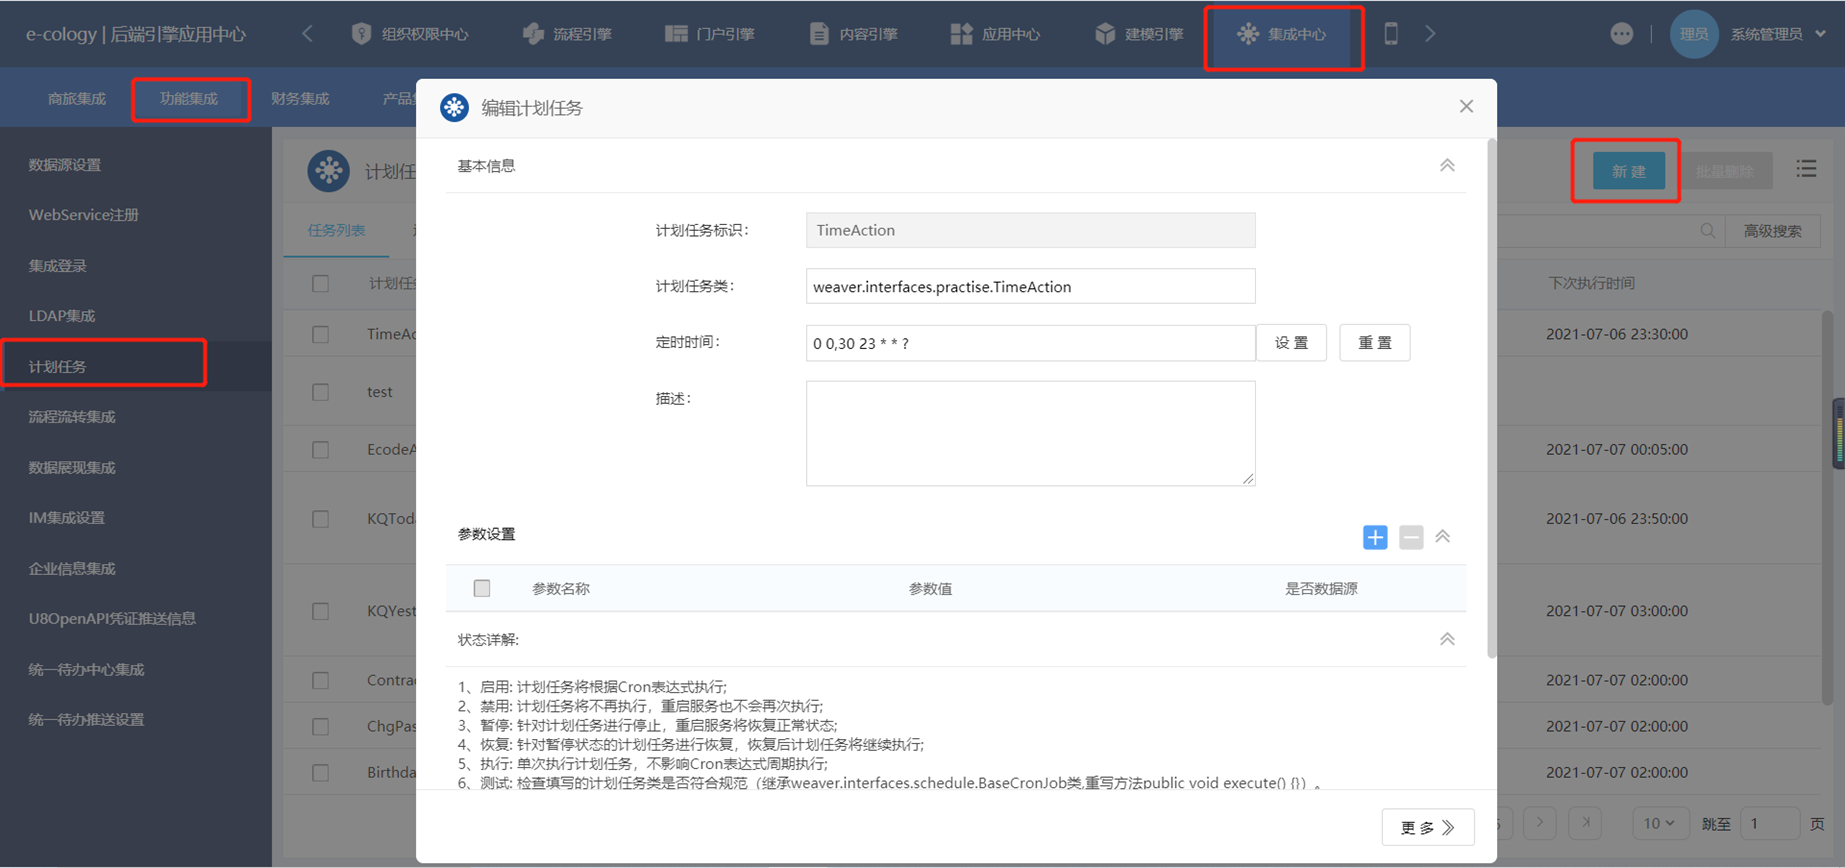 e-cology | 后端引擎应用中心
组织权限中心
流程引擎
门户引擎
内容引擎
应用中心
建模引擎
集成中心
理员
系统管理员
商旅集成
功能集成
财务集成
产品
数据源设置
WebService注册
集成登录
LDAP集成
计划任务
流程流转集成
数据展现集成
IM集成设置
企业信息集成
U8OpenAPI凭证推送信息
统一待办中心集成
统一待办推送设置
计划任
新 建
批量删除
任务列表
高级搜索
计划任
下次执行时间
TimeAc
2021-07-06 23:30:00
test
EcodeA
2021-07-07 00:05:00
KQTod
2021-07-06 23:50:00
KQYest
2021-07-07 03:00:00
Contra
2021-07-07 02:00:00
ChgPas
2021-07-07 02:00:00
Birthda
2021-07-07 02:00:00
10
跳至
1
页
编辑计划任务
基本信息
计划任务标识：
TimeAction
计划任务类：
weaver.interfaces.practise.TimeAction
定时时间：
0 0,30 23 * * ?
设 置
重 置
描述：
参数设置
参数名称
参数值
是否数据源
状态详解:
1、启用: 计划任务将根据Cron表达式执行;
2、禁用: 计划任务将不再执行，重启服务也不会再次执行;
3、暂停: 针对计划任务进行停止，重启服务将恢复正常状态;
4、恢复: 针对暂停状态的计划任务进行恢复，恢复后计划任务将继续执行;
5、执行: 单次执行计划任务，不影响Cron表达式周期执行;
6、测试: 检查填写的计划任务类是否符合规范（继承weaver.interfaces.schedule.BaseCronJob类,重写方法public void execute() {}）。
更 多